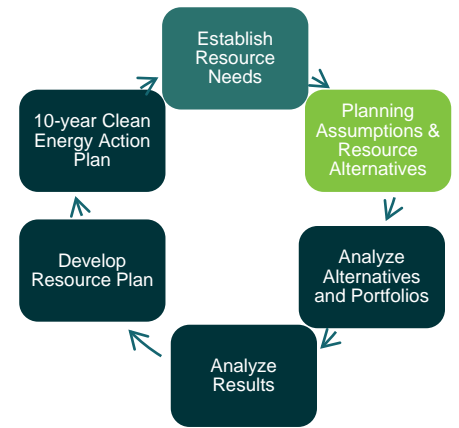 Establish
Resource
Needs
Planning
Assumptions &
Resource
Alternatives
Analyze
Alternatives
and Portfolios
Analyze
Results
Develop
Resource Plan
10-year Clean
Energy Action
Plan